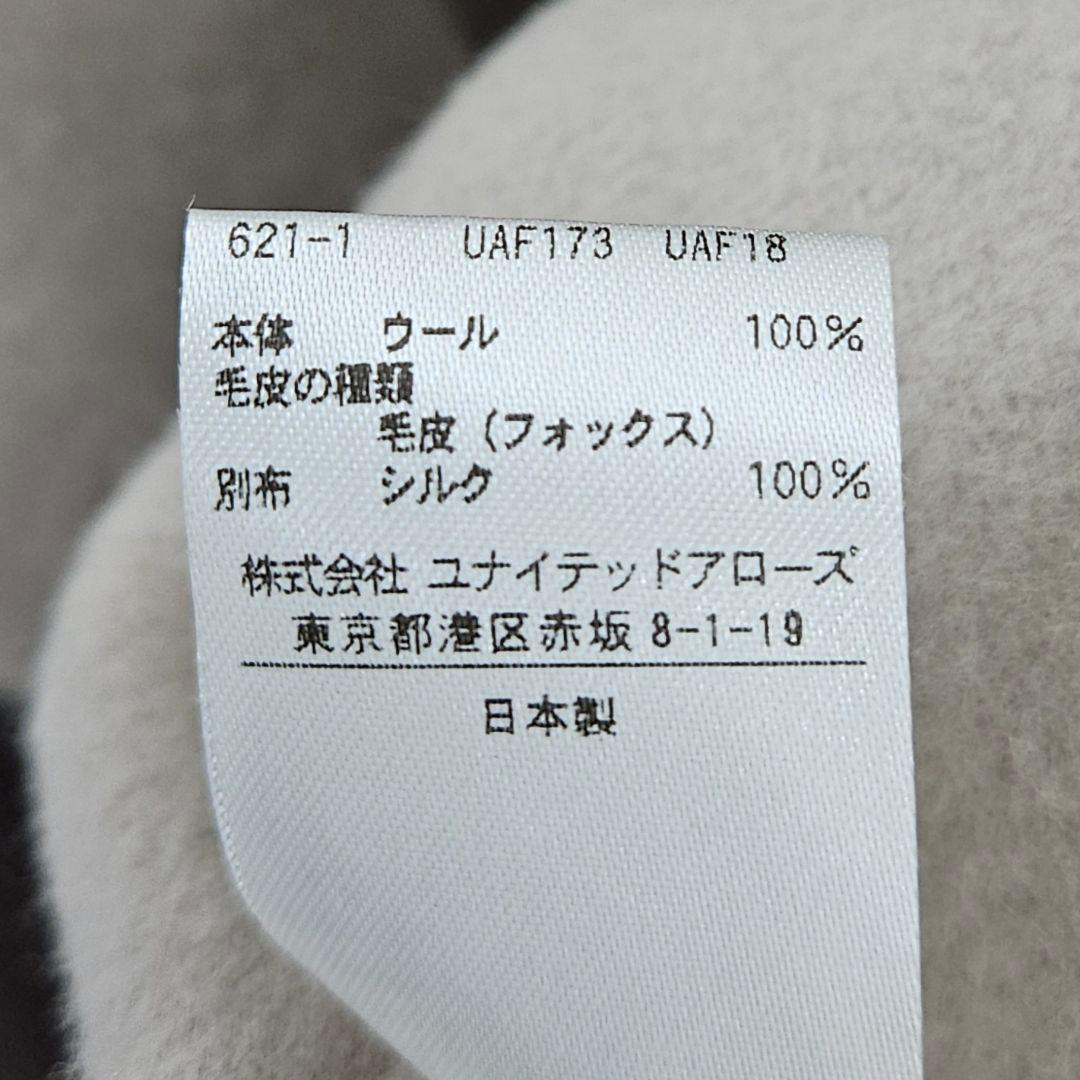 621-1 UAF173 UAF18
本体 ウール 100%
毛皮の種類
毛皮(フォックス)
別布 シルク 100%
株式会社 ユナイテッドアローズ
東京都港区赤坂 8-1-19
日本製